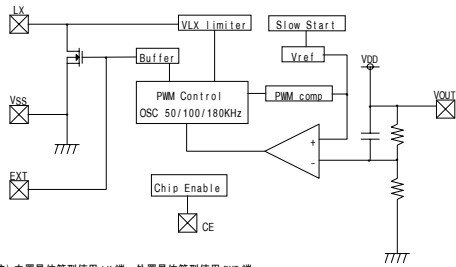 LX
VLX limiter
Slow Start
Buffer
Vref
VDD
PWM Control
OSC 50/100/180KHz
PWM comp
VOUT
VSS
+
-
EXT
Chip Enable
CE